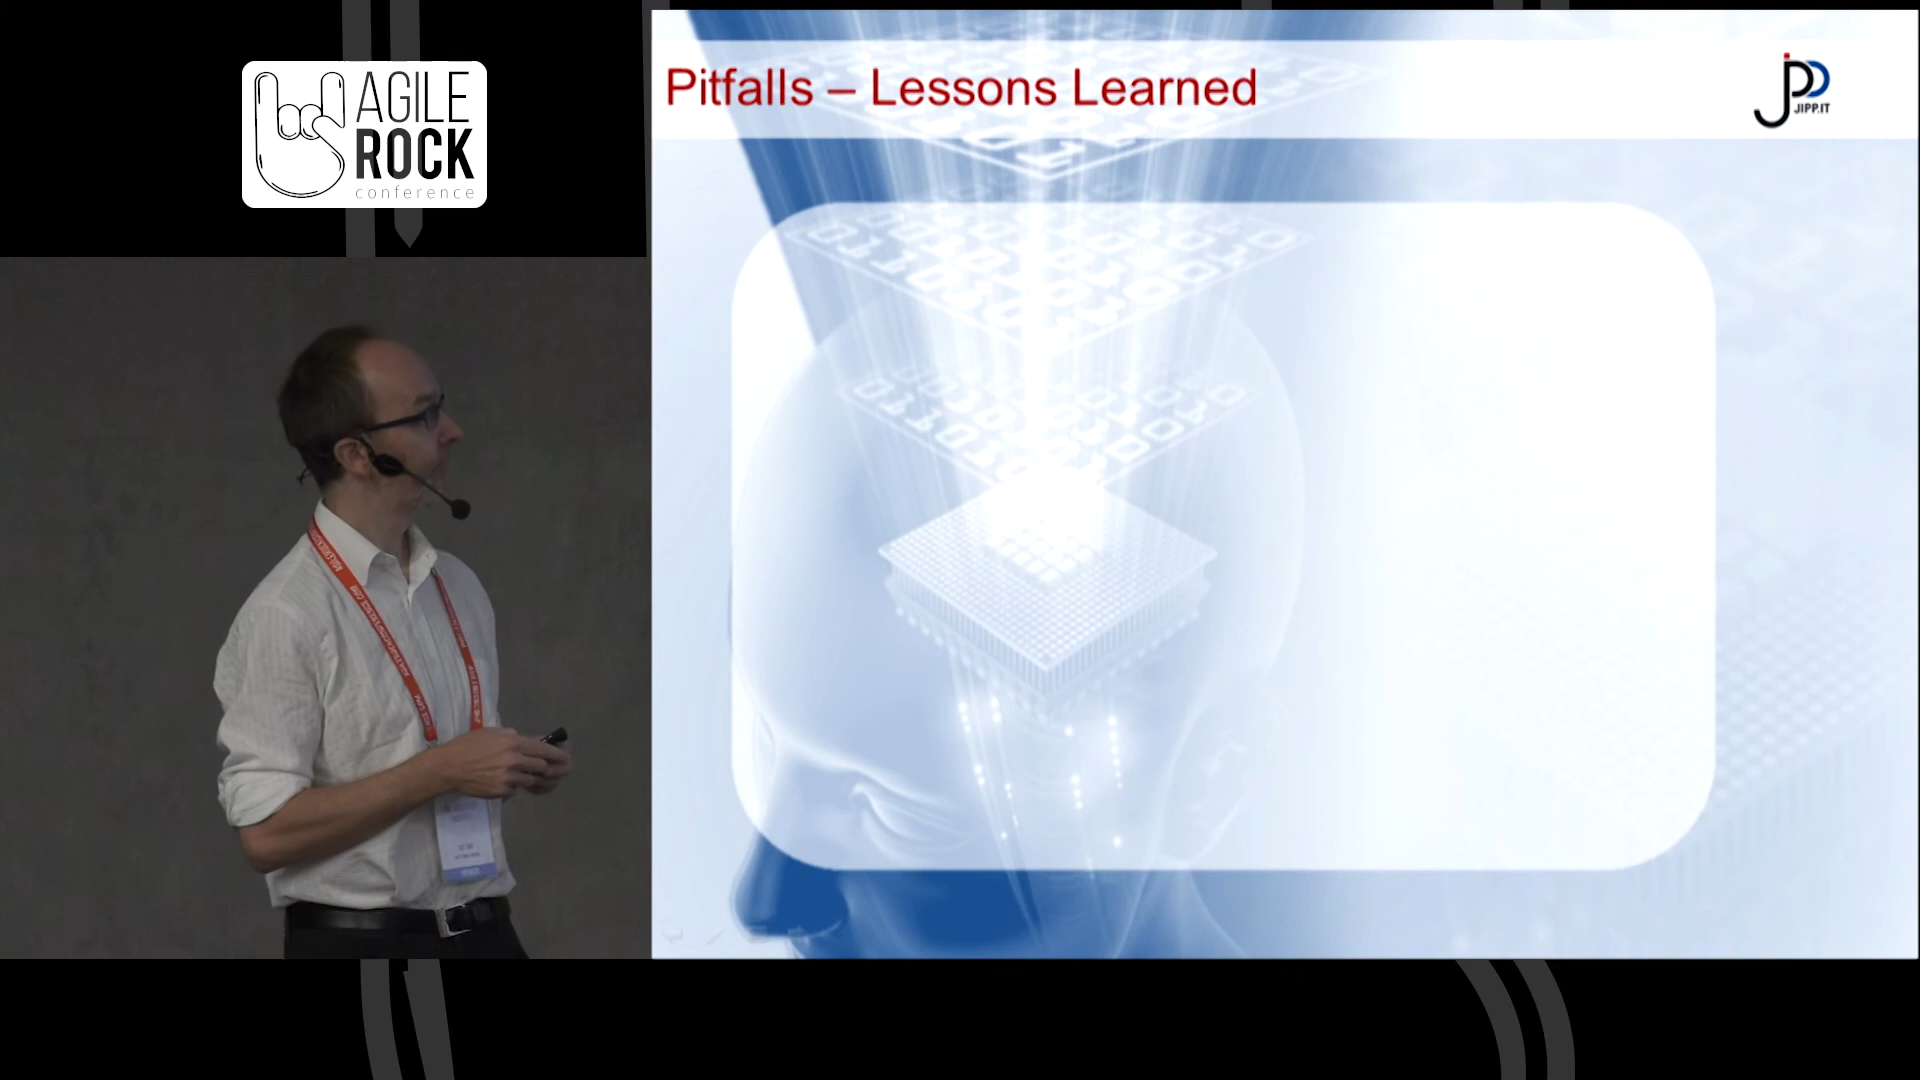 AGILE
ROCK
conference
Pitfalls – Lessons Learned
JIPP.IT